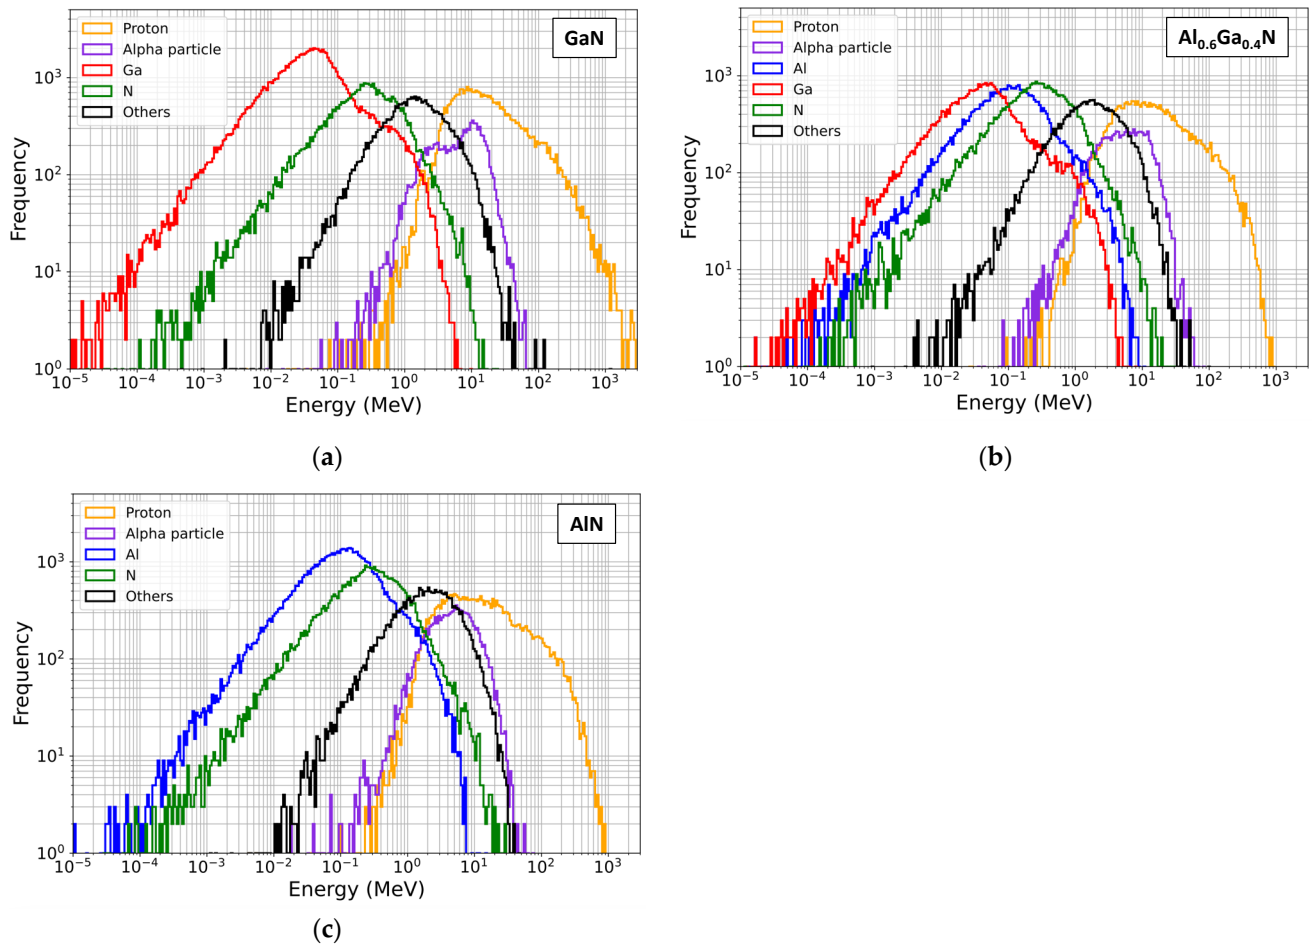 Proton
Alpha particle
Ga
N
Others
GaN
10³
10²
10¹
10⁰
Frequency
10⁻⁵ 10⁻⁴ 10⁻³ 10⁻² 10⁻¹ 10⁰ 10¹ 10² 10³
Energy (MeV)
(a)
Proton
Alpha particle
Al
Ga
N
Others
Al₀.₆Ga₀.₄N
10³
10²
10¹
10⁰
Frequency
10⁻⁵ 10⁻⁴ 10⁻³ 10⁻² 10⁻¹ 10⁰ 10¹ 10² 10³
Energy (MeV)
(b)
Proton
Alpha particle
Al
N
Others
AlN
10³
10²
10¹
10⁰
Frequency
10⁻⁵ 10⁻⁴ 10⁻³ 10⁻² 10⁻¹ 10⁰ 10¹ 10² 10³
Energy (MeV)
(c)